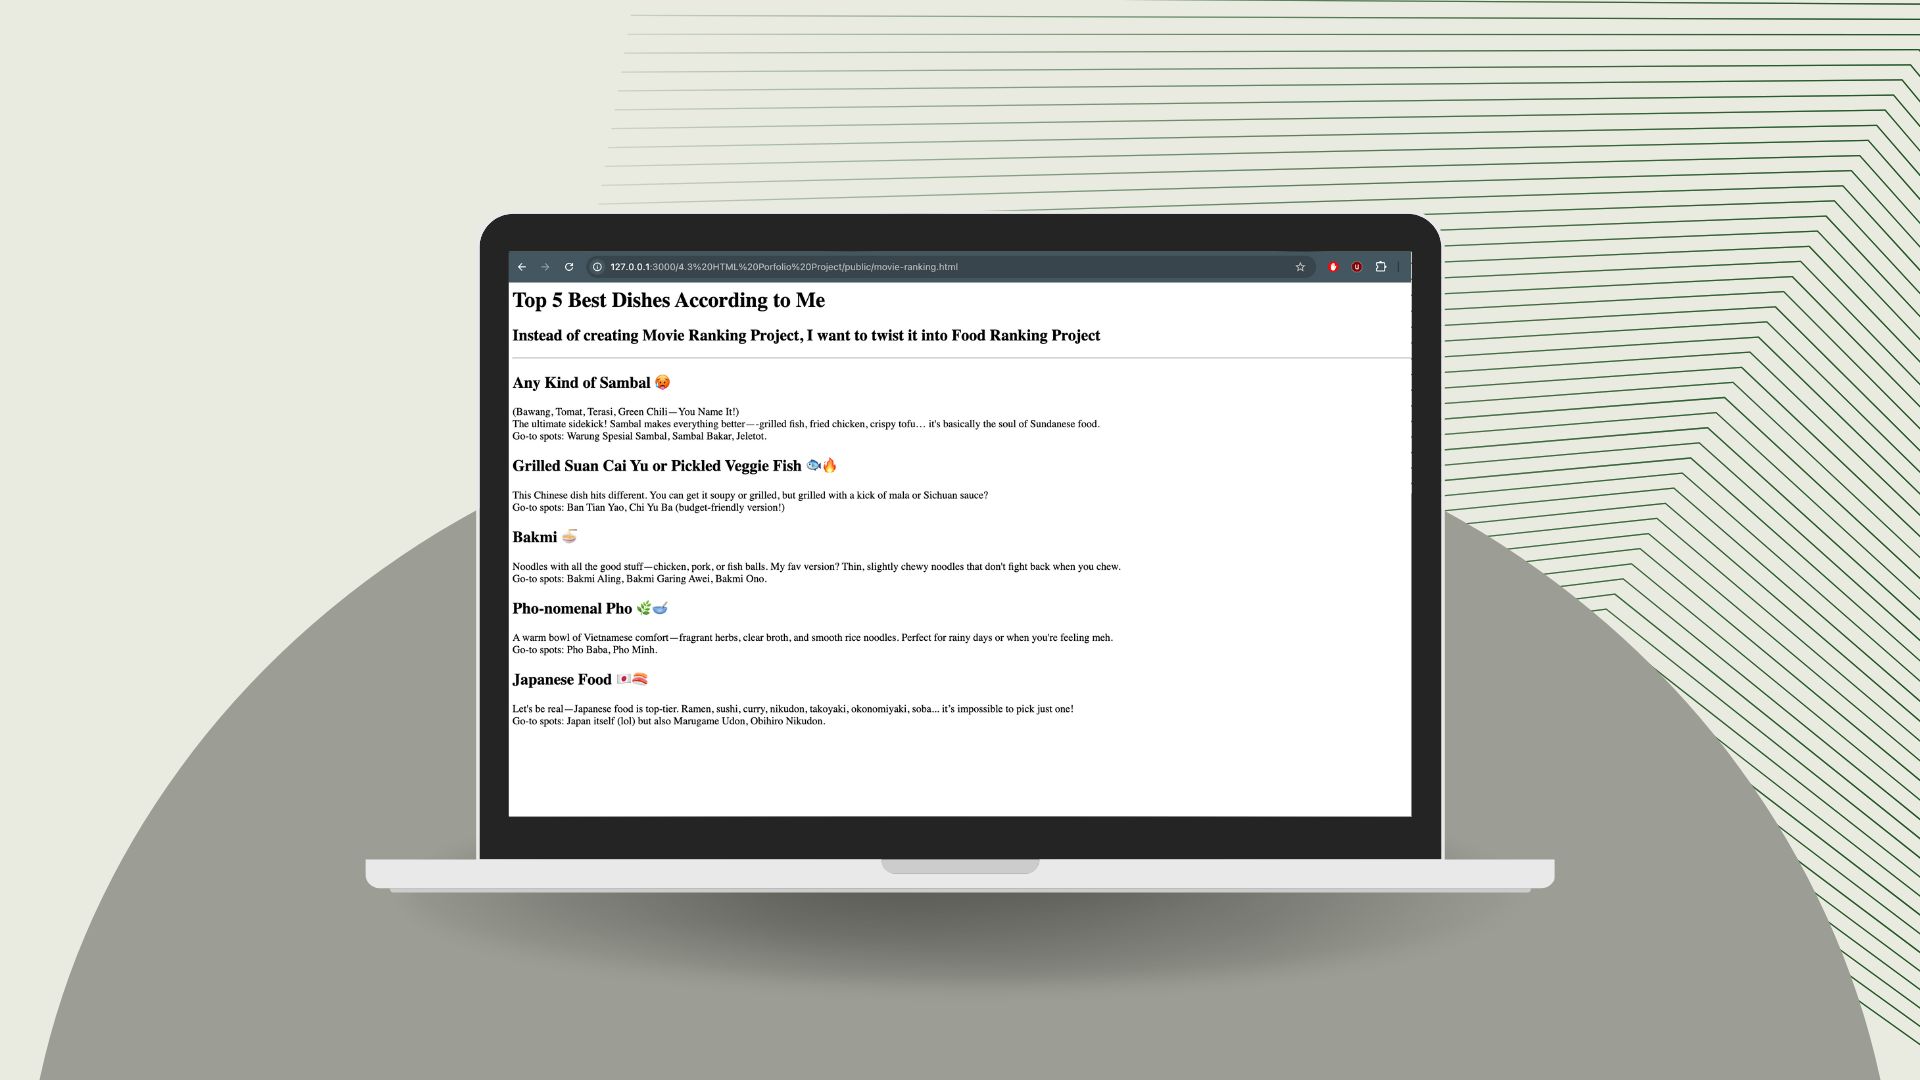 127.0.0.1:3000/4.3%20HTML%20Porfolio%20Project/public/movie-ranking.html
Top 5 Best Dishes According to Me
Instead of creating Movie Ranking Project, I want to twist it into Food Ranking Project
Any Kind of Sambal 🥵
(Bawang, Tomat, Terasi, Green Chili—You Name It!)
The ultimate sidekick! Sambal makes everything better—-grilled fish, fried chicken, crispy tofu… it's basically the soul of Sundanese food.
Go-to spots: Warung Spesial Sambal, Sambal Bakar, Jeletot.
Grilled Suan Cai Yu or Pickled Veggie Fish 🐟🔥
This Chinese dish hits different. You can get it soupy or grilled, but grilled with a kick of mala or Sichuan sauce?
Go-to spots: Ban Tian Yao, Chi Yu Ba (budget-friendly version!)
Bakmi 🍜
Noodles with all the good stuff—chicken, pork, or fish balls. My fav version? Thin, slightly chewy noodles that don't fight back when you chew.
Go-to spots: Bakmi Aling, Bakmi Garing Awei, Bakmi Ono.
Pho-nomenal Pho 🌿🥣
A warm bowl of Vietnamese comfort—fragrant herbs, clear broth, and smooth rice noodles. Perfect for rainy days or when you're feeling meh.
Go-to spots: Pho Baba, Pho Minh.
Japanese Food 🇯🇵🍣
Let's be real—Japanese food is top-tier. Ramen, sushi, curry, nikudon, takoyaki, okonomiyaki, soba... it’s impossible to pick just one!
Go-to spots: Japan itself (lol) but also Marugame Udon, Obihiro Nikudon.